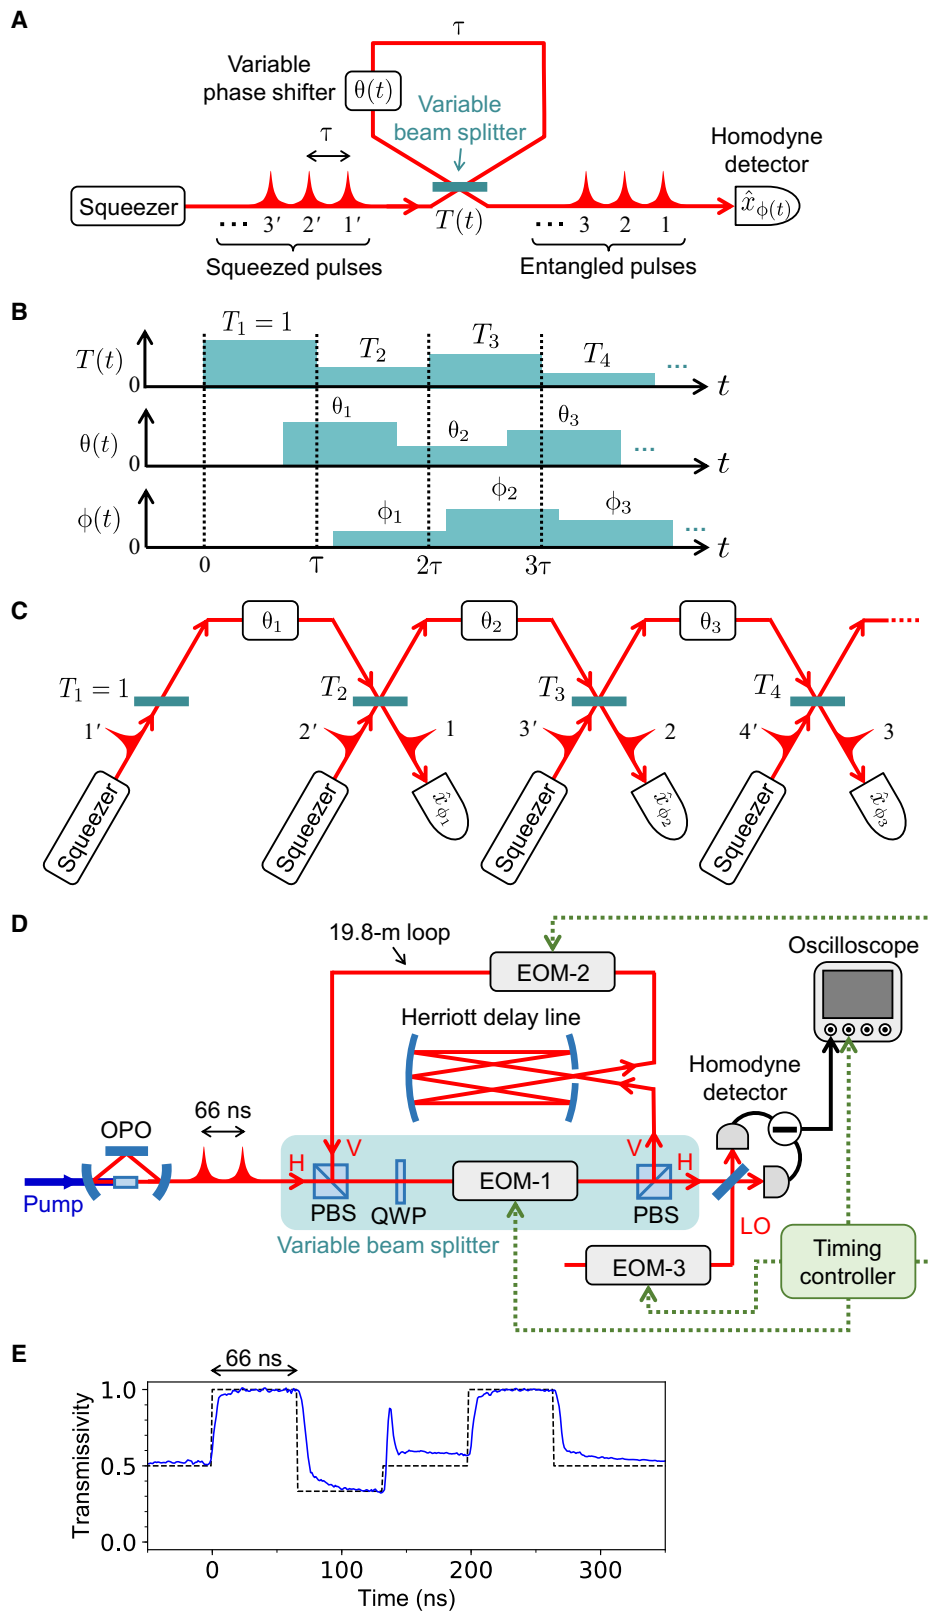 A
τ
Variable
phase shifter
θ(t)
Variable
beam splitter
τ
Homodyne
detector
Squeezer
x̂ϕ(t)
··· 3′ 2′ 1′
T(t)
··· 3 2 1
Squeezed pulses
Entangled pulses
B
T(t)
0
T₁ = 1
T₂
T₃
T₄
···
t
θ(t)
0
θ₁
θ₂
θ₃
···
t
ϕ(t)
0
ϕ₁
ϕ₂
ϕ₃
···
t
0
τ
2τ
3τ
C
θ₁
θ₂
θ₃
T₁ = 1
T₂
T₃
T₄
1′
2′
1
3′
2
4′
3
Squeezer
Squeezer
x̂ϕ₁
Squeezer
x̂ϕ₂
Squeezer
x̂ϕ₃
D
19.8-m loop
EOM-2
Oscilloscope
Herriott delay line
Homodyne
detector
66 ns
OPO
V
V
H
H
EOM-1
Pump
PBS
QWP
PBS
LO
Variable beam splitter
EOM-3
Timing
controller
E
66 ns
Transmissivity
1.0
0.5
0.0
0
100
200
300
Time (ns)